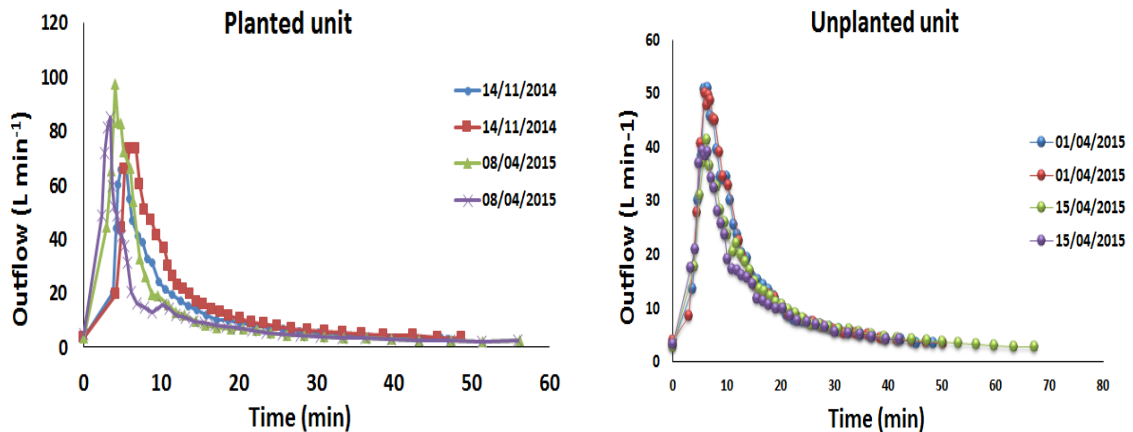 Planted unit
Outflow (L min⁻¹)
120
100
80
60
40
20
0
0 10 20 30 40 50 60
Time (min)
14/11/2014
14/11/2014
08/04/2015
08/04/2015
Unplanted unit
Outflow (L min-1)
60
50
40
30
20
10
0
0 10 20 30 40 50 60 70 80
Time (min)
01/04/2015
01/04/2015
15/04/2015
15/04/2015